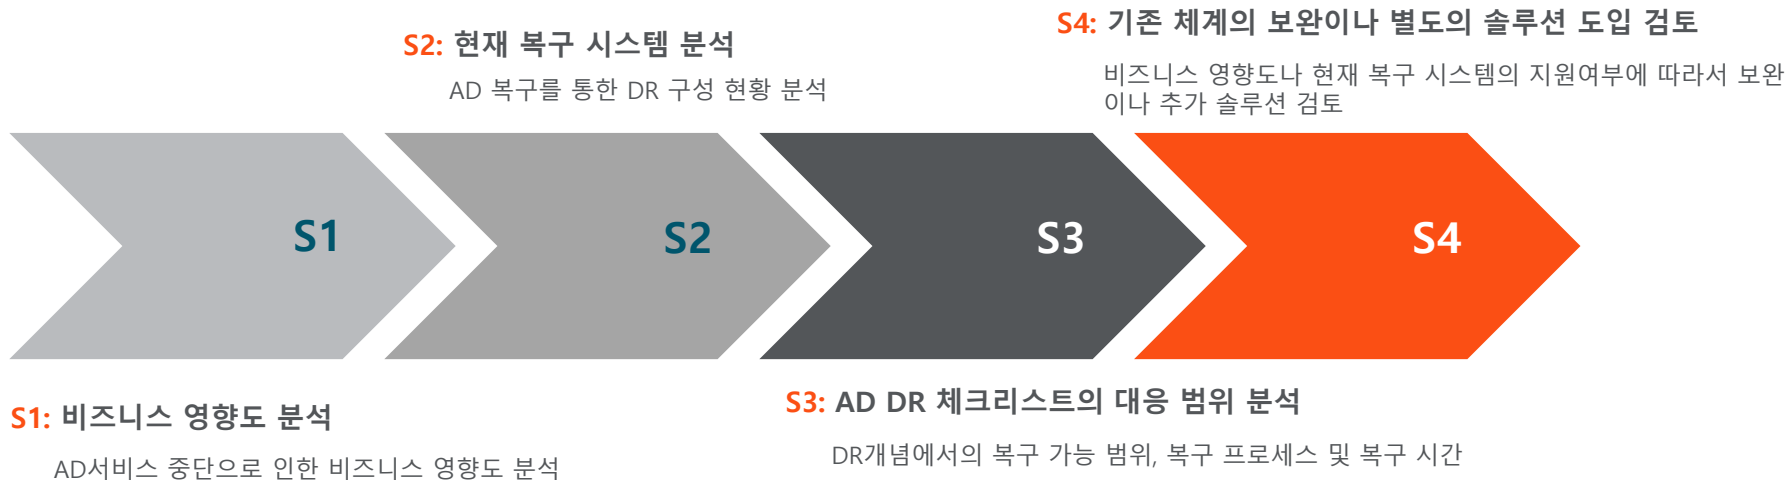 S2: 현재 복구 시스템 분석
AD 복구를 통한 DR 구성 현황 분석
S4: 기존 체계의 보완이나 별도의 솔루션 도입 검토
비즈니스 영향도나 현재 복구 시스템의 지원여부에 따라서 보완
이나 추가 솔루션 검토
S1
S2
S3
S4
S1: 비즈니스 영향도 분석
AD서비스 중단으로 인한 비즈니스 영향도 분석
S3: AD DR 체크리스트의 대응 범위 분석
DR개념에서의 복구 가능 범위, 복구 프로세스 및 복구 시간